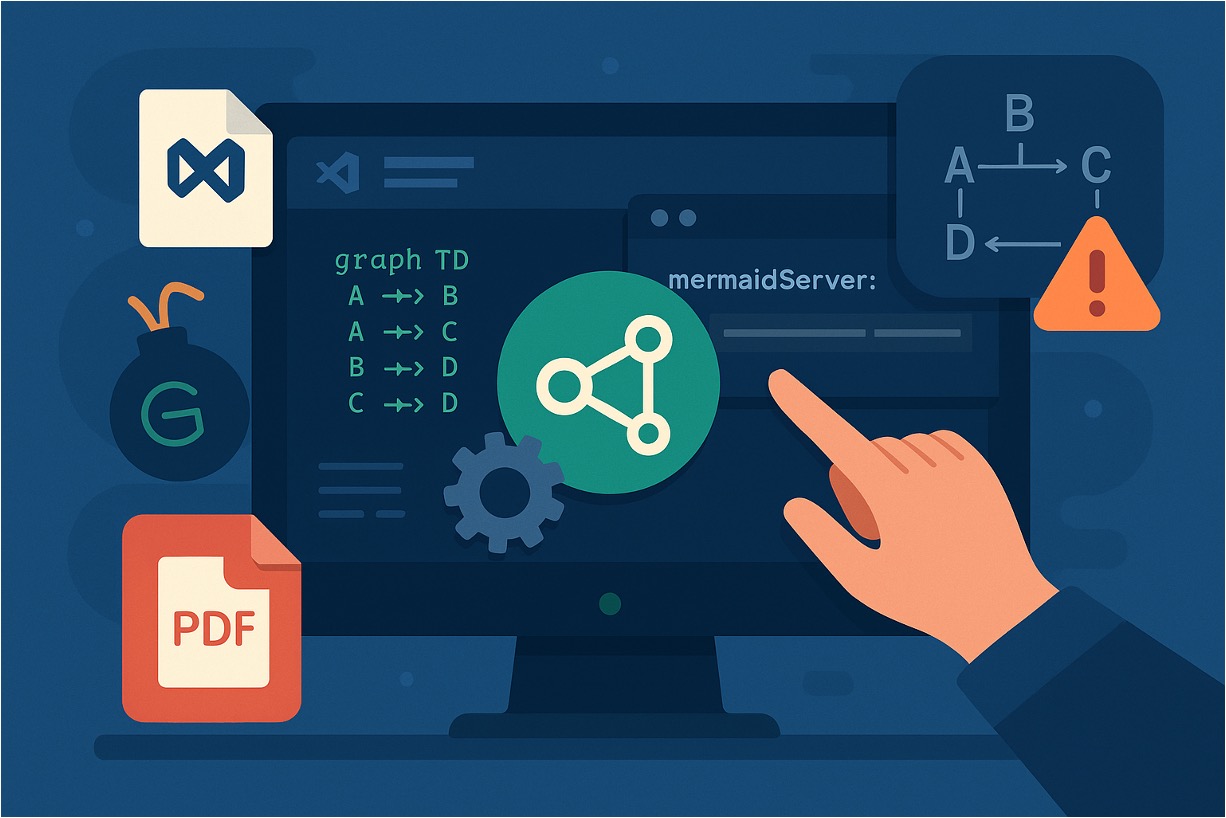 graph TD
A → B
A → C
B → D
C → D
mermaidServer:
B
A → C
D ←
!
G
PDF